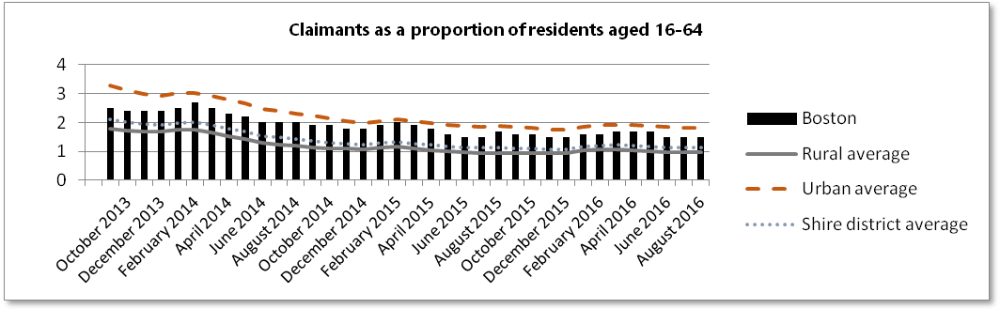 Claimants as a proportion of residents aged 16-64
4
3
2
1
0
October 2013
December 2013
February 2014
April 2014
June 2014
August 2014
October 2014
December 2014
February 2015
April 2015
June 2015
August 2015
October 2015
December 2015
February 2016
April 2016
June 2016
August 2016
Boston
Rural average
Urban average
Shire district average